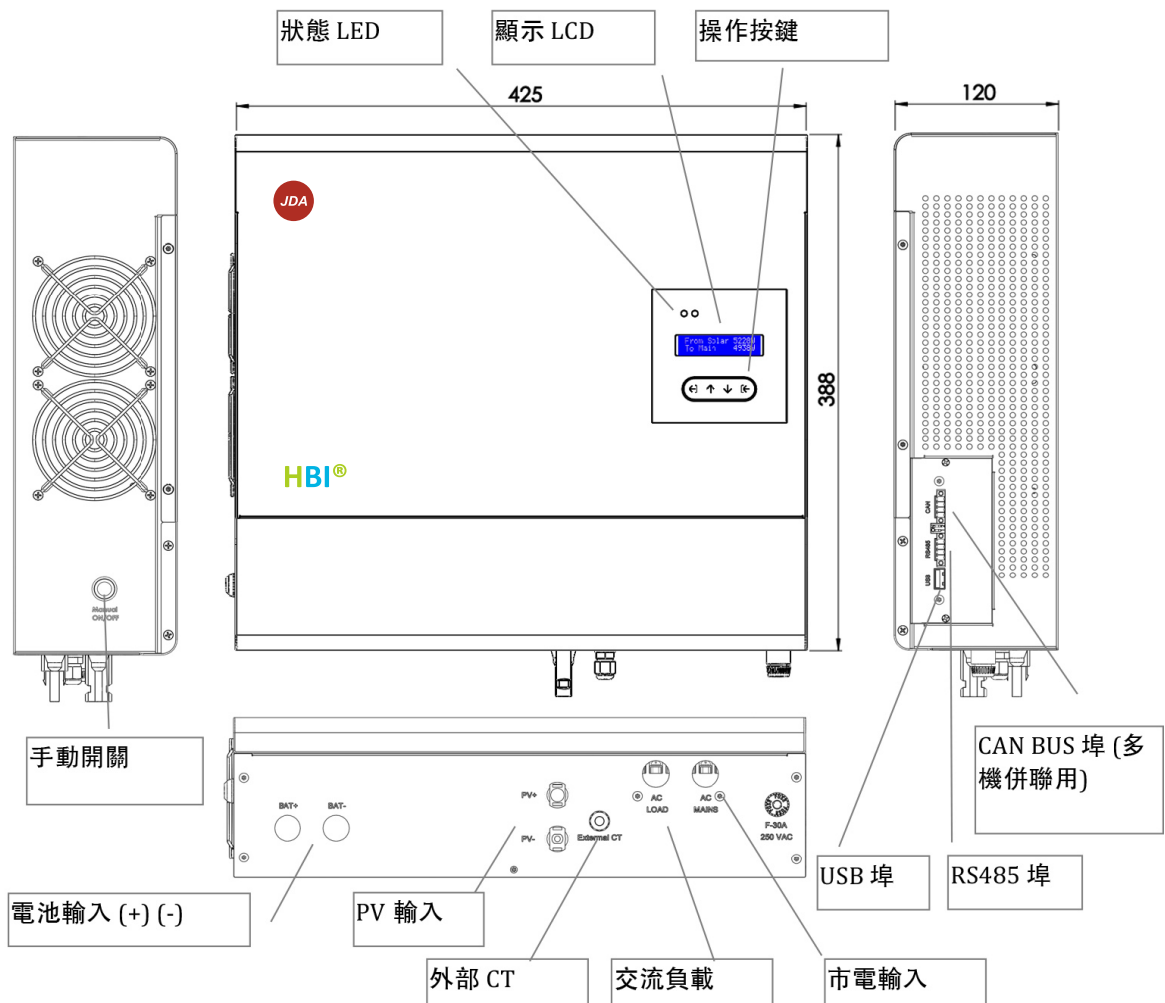 狀態 LED
顯示 LCD
操作按鍵
425
120
JDA
From Solar 5228W
To Main 4938W
388
HBI®
CAN
RS485
USB
Manual
ON/OFF
手動開關
CAN BUS 埠 (多
機併聯用)
BAT+
BAT-
PV+
PV-
External CT
AC
LOAD
AC
MAINS
F-30A
250 VAC
USB 埠
RS485 埠
電池輸入 (+) (-)
PV 輸入
外部 CT
交流負載
市電輸入